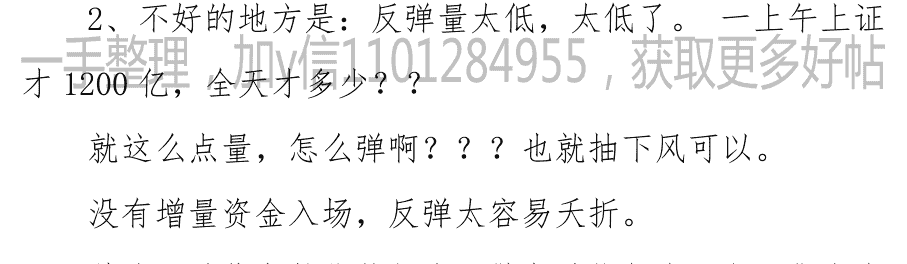 2、不好的地方是：反弹量太低，太低了。 一上午上证
一手整理，加v信1101284955，获取更多好帖
才 1200 亿，全天才多少？？
就这么点量，怎么弹啊？？？也就抽下风可以。
没有增量资金入场，反弹太容易夭折。